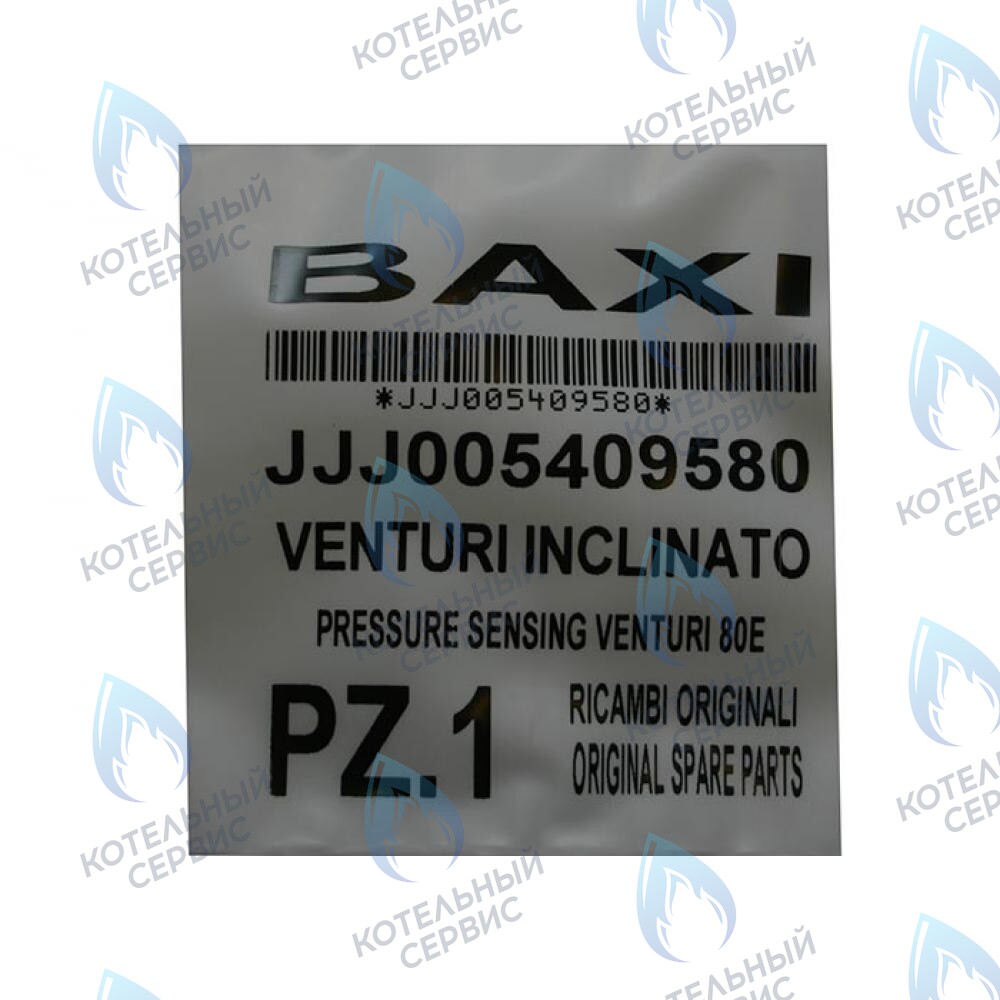 BAXI
*JJJ005409580*
JJJ005409580
VENTURI INCLINATO
PRESSURE SENSING VENTURI 80E
PZ.1
RICAMBI ORIGINALI
ORIGINAL SPARE PARTS
КОТЕЛЬНЫЙ
СЕРВИС